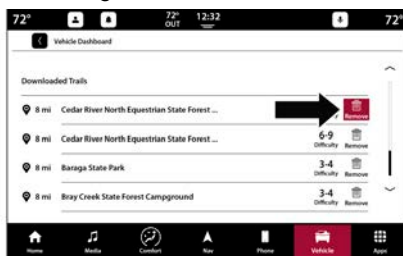 72°
72°
OUT
12:32
72°
Vehicle Dashboard
Downloaded Trails
8 mi Cedar River North Equestrian State Forest ... Remove
8 mi Cedar River North Equestrian State Forest ... 6-9 Difficulty Remove
8 mi Baraga State Park 3-4 Difficulty Remove
8 mi Bray Creek State Forest Campground 3-4 Difficulty Remove
Home Media Comfort Nav Phone Vehicle Apps